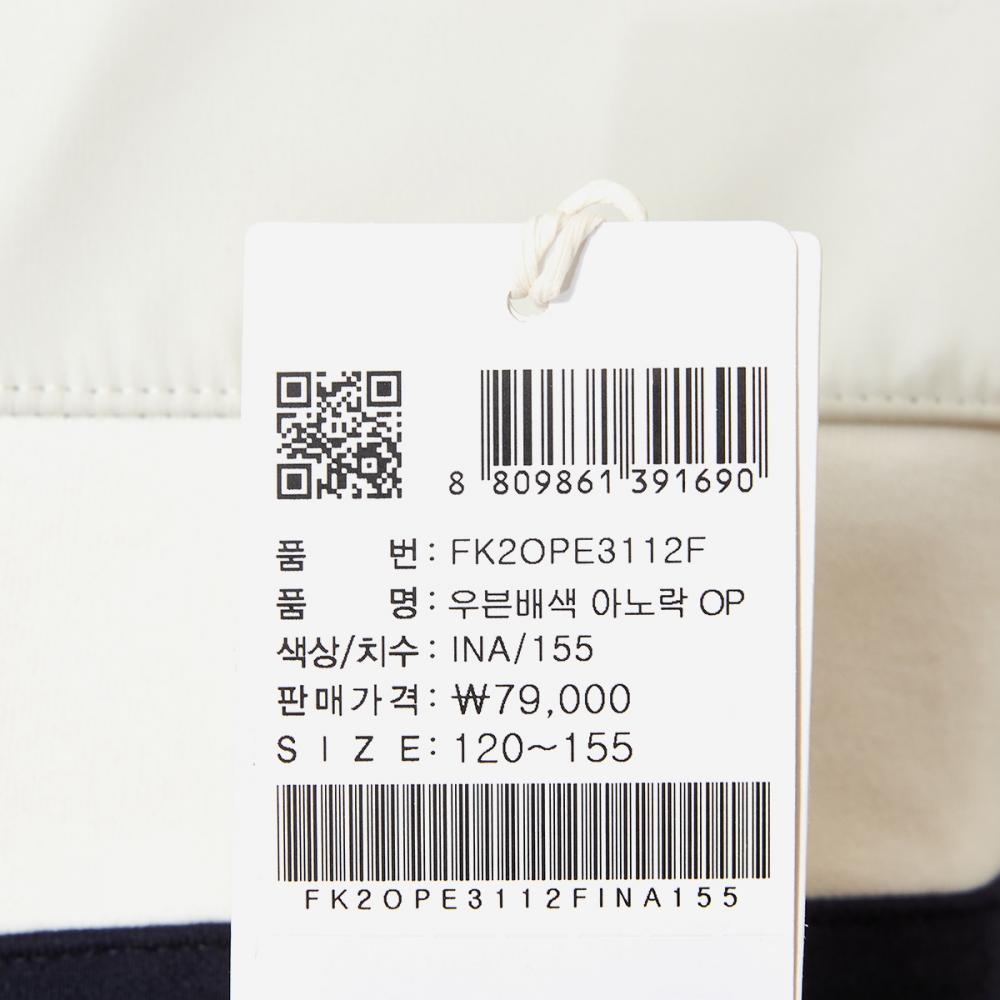 8 809861 391690
품 번 : FK2OPE3112F
품 명 : 우븐배색 아노락 OP
색상/치수 : INA/155
판매가격 : ₩79,000
SIZE : 120~155
FK2OPE3112FINA155